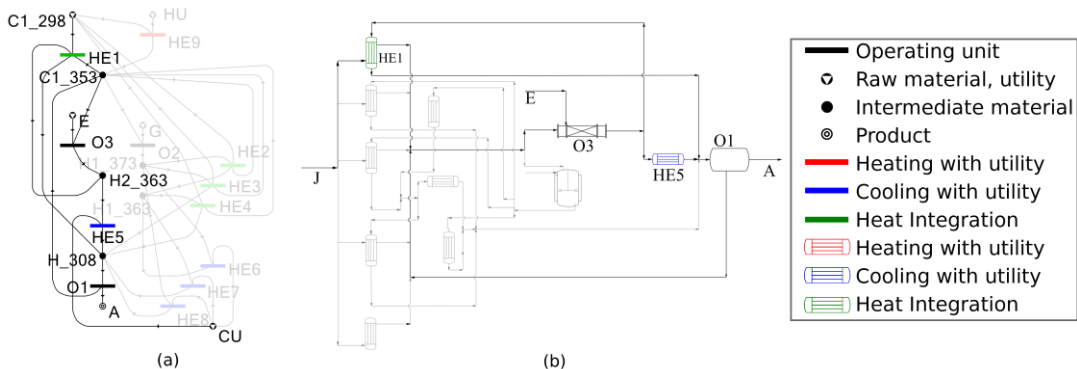 C1_298
HU
HE9
HE1
C1_353
E
G
O3
O2
H1_373
HE2
H2_363
HE3
H1_363
HE4
HE5
H_308
HE6
O1
HE7
A
HE8
CU
(a)
HE1
E
O3
O1
J
HE5
A
(b)
Operating unit
Raw material, utility
Intermediate material
Product
Heating with utility
Cooling with utility
Heat Integration
Heating with utility
Cooling with utility
Heat Integration